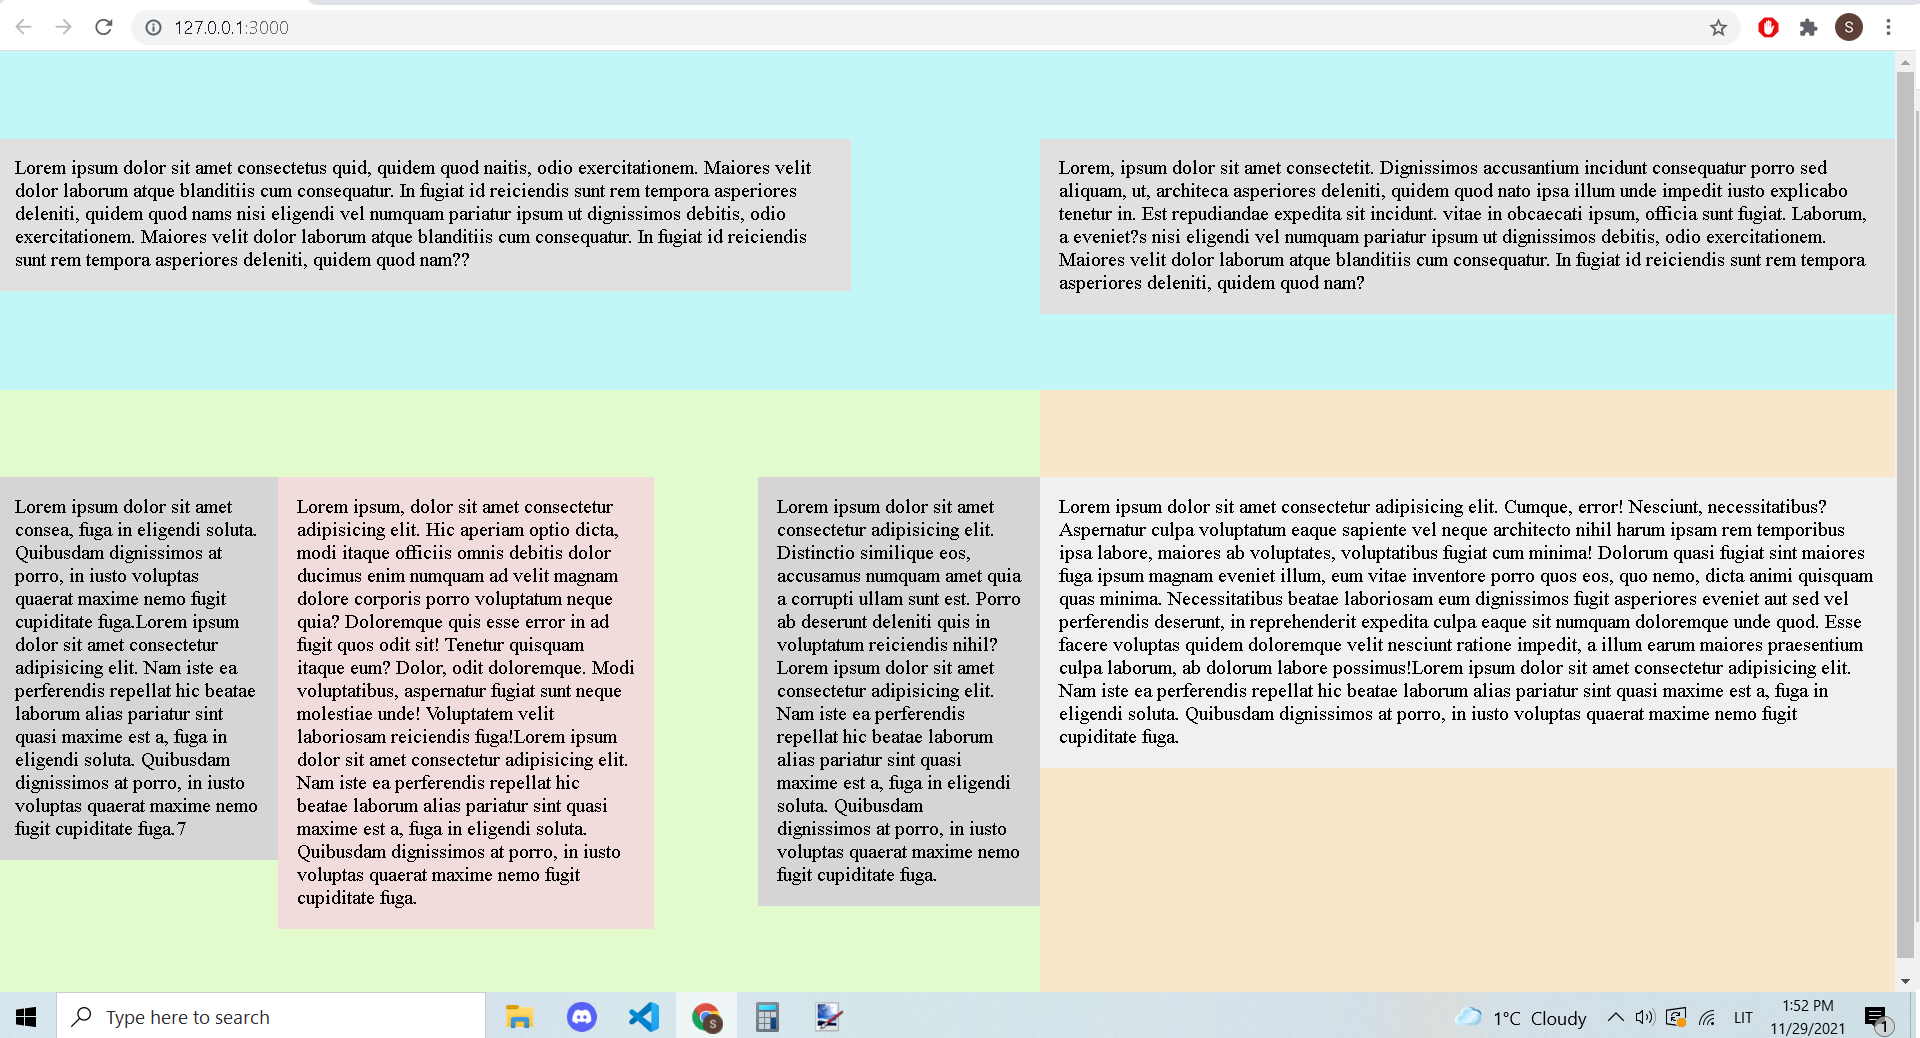 127.0.0.1:3000
S
Lorem ipsum dolor sit amet consectetus quid, quidem quod naitis, odio exercitationem. Maiores velit
dolor laborum atque blanditiis cum consequatur. In fugiat id reiciendis sunt rem tempora asperiores
deleniti, quidem quod nams nisi eligendi vel numquam pariatur ipsum ut dignissimos debitis, odio
exercitationem. Maiores velit dolor laborum atque blanditiis cum consequatur. In fugiat id reiciendis
sunt rem tempora asperiores deleniti, quidem quod nam??
Lorem, ipsum dolor sit amet consectetit. Dignissimos accusantium incidunt consequatur porro sed
aliquam, ut, architeca asperiores deleniti, quidem quod nato ipsa illum unde impedit iusto explicabo
tenetur in. Est repudiandae expedita sit incidunt. vitae in obcaecati ipsum, officia sunt fugiat. Laborum,
a eveniet?s nisi eligendi vel numquam pariatur ipsum ut dignissimos debitis, odio exercitationem.
Maiores velit dolor laborum atque blanditiis cum consequatur. In fugiat id reiciendis sunt rem tempora
asperiores deleniti, quidem quod nam?
Lorem ipsum dolor sit amet
consea, fuga in eligendi soluta.
Quibusdam dignissimos at
porro, in iusto voluptas
quaerat maxime nemo fugit
cupiditate fuga.Lorem ipsum
dolor sit amet consectetur
adipisicing elit. Nam iste ea
perferendis repellat hic beatae
laborum alias pariatur sint
quasi maxime est a, fuga in
eligendi soluta. Quibusdam
dignissimos at porro, in iusto
voluptas quaerat maxime nemo
fugit cupiditate fuga.7
Lorem ipsum, dolor sit amet consectetur
adipisicing elit. Hic aperiam optio dicta,
modi itaque officiis omnis debitis dolor
ducimus enim numquam ad velit magnam
dolore corporis porro voluptatum neque
quia? Doloremque quis esse error in ad
fugit quos odit sit! Tenetur quisquam
itaque eum? Dolor, odit doloremque. Modi
voluptatibus, aspernatur fugiat sunt neque
molestiae unde! Voluptatem velit
laboriosam reiciendis fuga!Lorem ipsum
dolor sit amet consectetur adipisicing elit.
Nam iste ea perferendis repellat hic
beatae laborum alias pariatur sint quasi
maxime est a, fuga in eligendi soluta.
Quibusdam dignissimos at porro, in iusto
voluptas quaerat maxime nemo fugit
cupiditate fuga.
Lorem ipsum dolor sit amet
consectetur adipisicing elit.
Distinctio similique eos,
accusamus numquam amet quia
a corrupti ullam sunt est. Porro
ab deserunt deleniti quis in
voluptatum reiciendis nihil?
Lorem ipsum dolor sit amet
consectetur adipisicing elit.
Nam iste ea perferendis
repellat hic beatae laborum
alias pariatur sint quasi
maxime est a, fuga in eligendi
soluta. Quibusdam
dignissimos at porro, in iusto
voluptas quaerat maxime nemo
fugit cupiditate fuga.
Lorem ipsum dolor sit amet consectetur adipisicing elit. Cumque, error! Nesciunt, necessitatibus?
Aspernatur culpa voluptatum eaque sapiente vel neque architecto nihil harum ipsam rem temporibus
ipsa labore, maiores ab voluptates, voluptatibus fugiat cum minima! Dolorum quasi fugiat sint maiores
fuga ipsum magnam eveniet illum, eum vitae inventore porro quos eos, quo nemo, dicta animi quisquam
quas minima. Necessitatibus beatae laboriosam eum dignissimos fugit asperiores eveniet aut sed vel
perferendis deserunt, in reprehenderit expedita culpa eaque sit numquam doloremque unde quod. Esse
facere voluptas quidem doloremque velit nesciunt ratione impedit, a illum earum maiores praesentium
culpa laborum, ab dolorum labore possimus!Lorem ipsum dolor sit amet consectetur adipisicing elit.
Nam iste ea perferendis repellat hic beatae laborum alias pariatur sint quasi maxime est a, fuga in
eligendi soluta. Quibusdam dignissimos at porro, in iusto voluptas quaerat maxime nemo fugit
cupiditate fuga.
Type here to search
S
1°C Cloudy
LIT
1:52 PM
11/29/2021
1